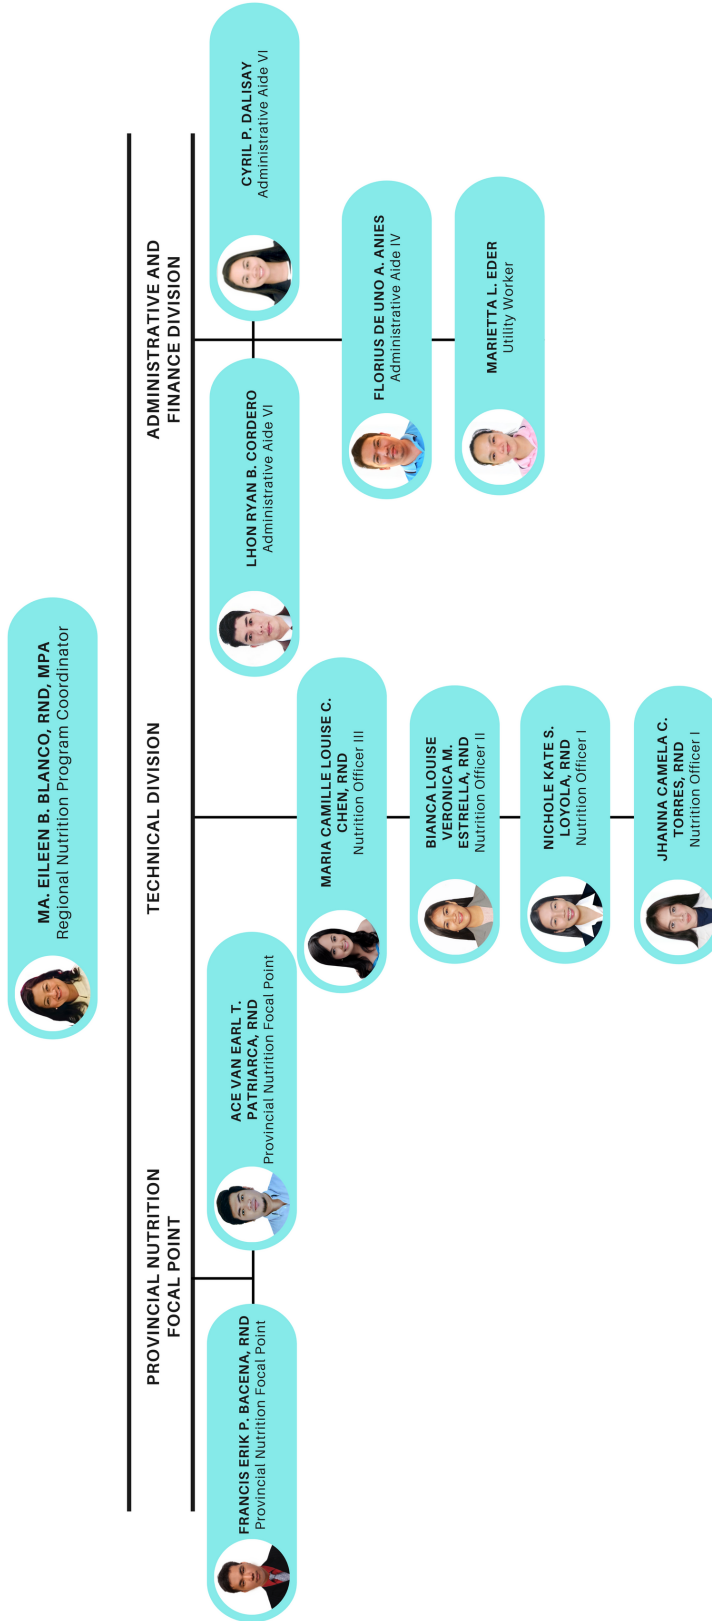 MA. EILEEN B. BLANCO, RND, MPA
Regional Nutrition Program Coordinator
PROVINCIAL NUTRITION
FOCAL POINT
TECHNICAL DIVISION
ADMINISTRATIVE AND
FINANCE DIVISION
FRANCIS ERIK P. BACENA, RND
Provincial Nutrition Focal Point
ACE VAN EARL T.
PATRIARCA, RND
Provincial Nutrition Focal Point
MARIA CAMILLE LOUISE C.
CHEN, RND
Nutrition Officer III
BIANCA LOUISE
VERONICA M.
ESTRELLA, RND
Nutrition Officer II
NICHOLE KATE S.
LOYOLA, RND
Nutrition Officer I
JHANNA CAMELA C.
TORRES, RND
Nutrition Officer I
LHON RYAN B. CORDERO
Administrative Aide VI
CYRIL P. DALISAY
Administrative Aide VI
FLORIUS DE UNO A. ANIES
Administrative Aide IV
MARIETTA L. EDER
Utility Worker